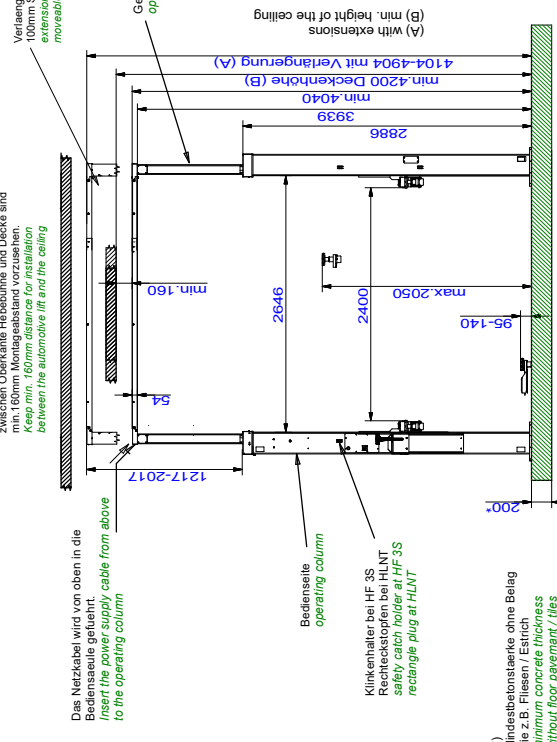 Verlaeng
100mm S
extension
moveable
Ge
op
zwischen Oberkante Hebebühne und Decke sind
min.160mm Montageabstand vorzusehen.
Keep min. 160mm distance for installation
between the automotive lift and the ceiling
(A) with extensions
(B) min. height of the ceiling
4104-4904 mit Verlängerung (A)
min.4200 Deckenhöhe (B)
min.4040
3939
2886
min.160
54
2646
2400
max.2050
95-140
1217-2017
200*
Das Netzkabel wird von oben in die
Bediensaeule gefuehrt.
Insert the power supply cable from above
to the operating column
Bedienseite
operating column
Klinkenhalter bei HF 3S
Rechteckstopfen bei HLNT
safety catch holder at HF 3S
rectangle plug at HLNT
)
lindestbetonstaerke ohne Belag
ie z.B. Fliesen / Estrich
inimum concrete thickness
ithout floor pavement / tiles